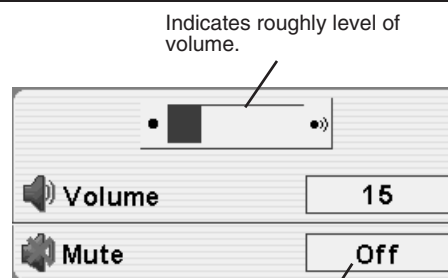 Indicates roughly level of
volume.
Volume 15
Mute Off